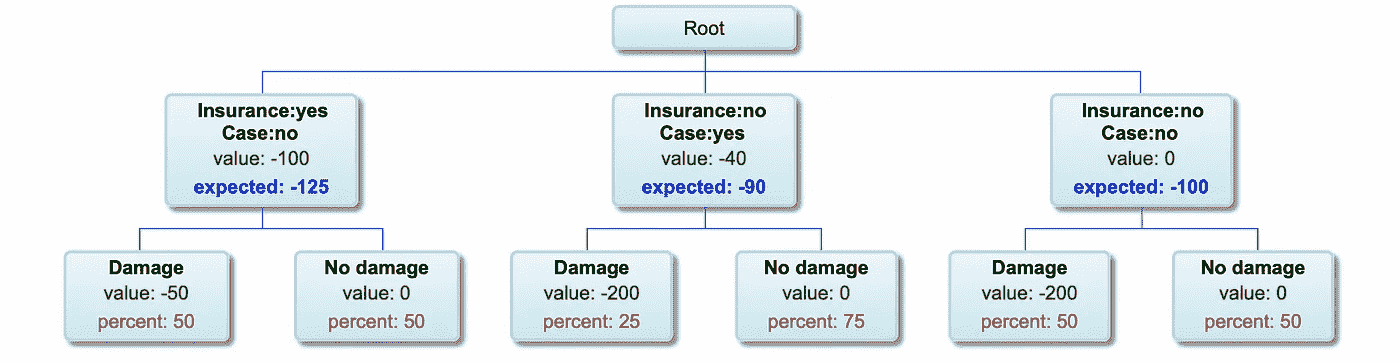 Root
Insurance:yes
Case:no
value: -100
expected: -125
Insurance:no
Case:yes
value: -40
expected: -90
Insurance:no
Case:no
value: 0
expected: -100
Damage
value: -50
percent: 50
No damage
value: 0
percent: 50
Damage
value: -200
percent: 25
No damage
value: 0
percent: 75
Damage
value: -200
percent: 50
No damage
value: 0
percent: 50